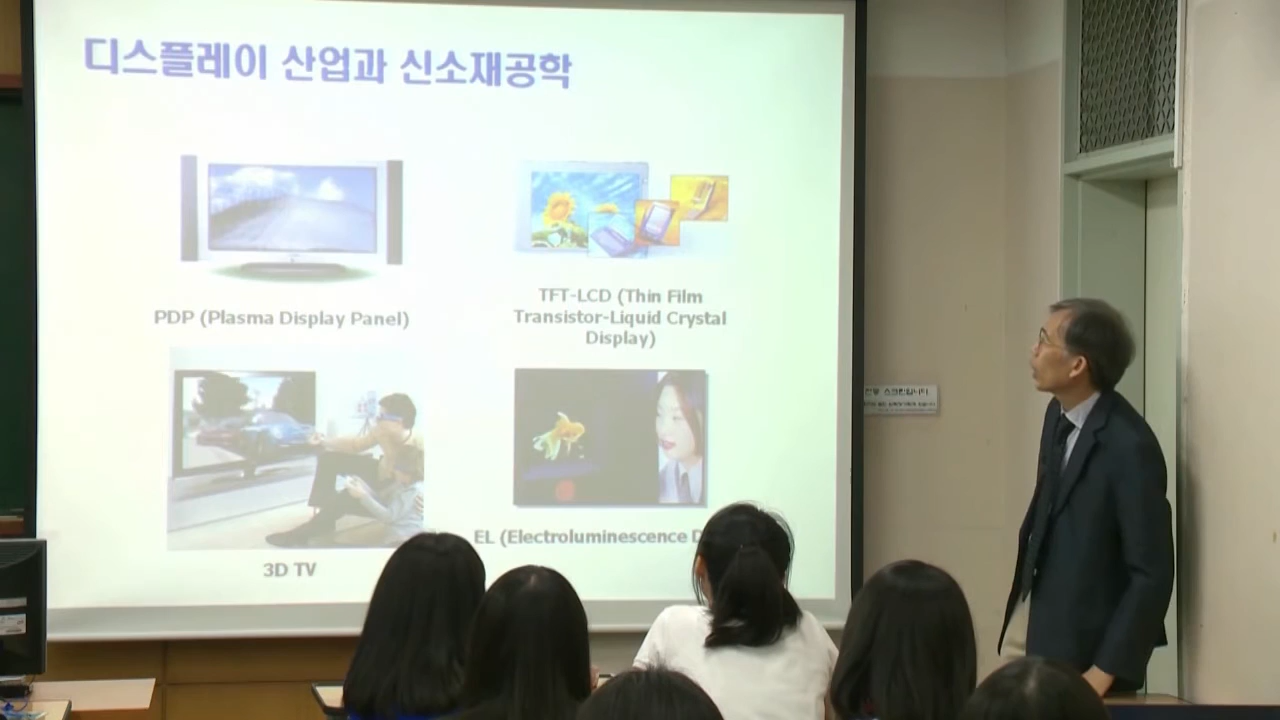 디스플레이 산업과 신소재공학
PDP (Plasma Display Panel)
TFT-LCD (Thin Film
Transistor-Liquid Crystal
Display)
3D TV
EL (Electroluminescence